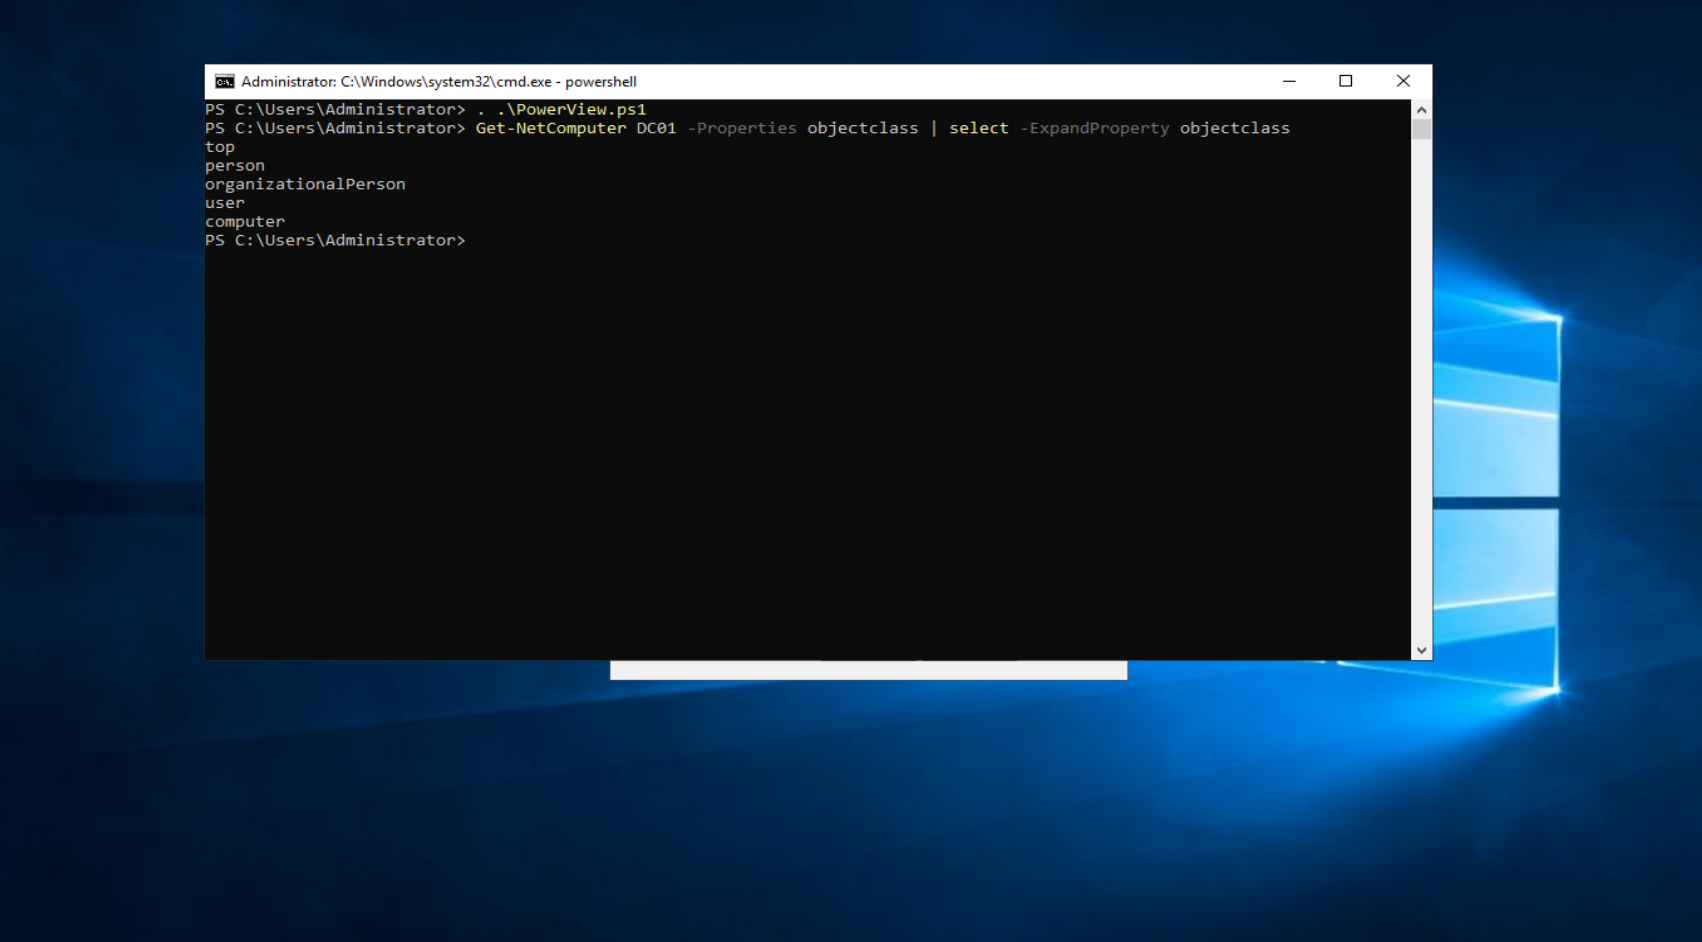 Administrator: C:\Windows\system32\cmd.exe - powershell
PS C:\Users\Administrator> . .\PowerView.ps1
PS C:\Users\Administrator> Get-NetComputer DC01 -Properties objectclass | select -ExpandProperty objectclass
top
person
organizationalPerson
user
computer
PS C:\Users\Administrator>